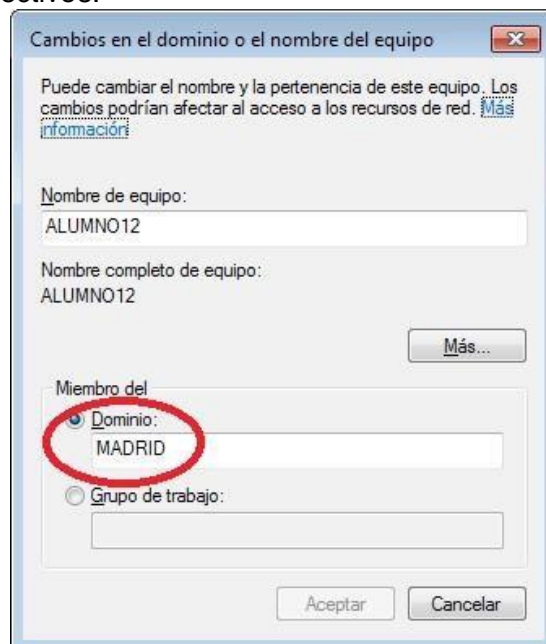 Cambios en el dominio o el nombre del equipo
Puede cambiar el nombre y la pertenencia de este equipo. Los
cambios podrían afectar al acceso a los recursos de red. Más
información
Nombre de equipo:
ALUMNO12
Nombre completo de equipo:
ALUMNO12
Más...
Miembro del
Dominio:
MADRID
Grupo de trabajo:
Aceptar
Cancelar